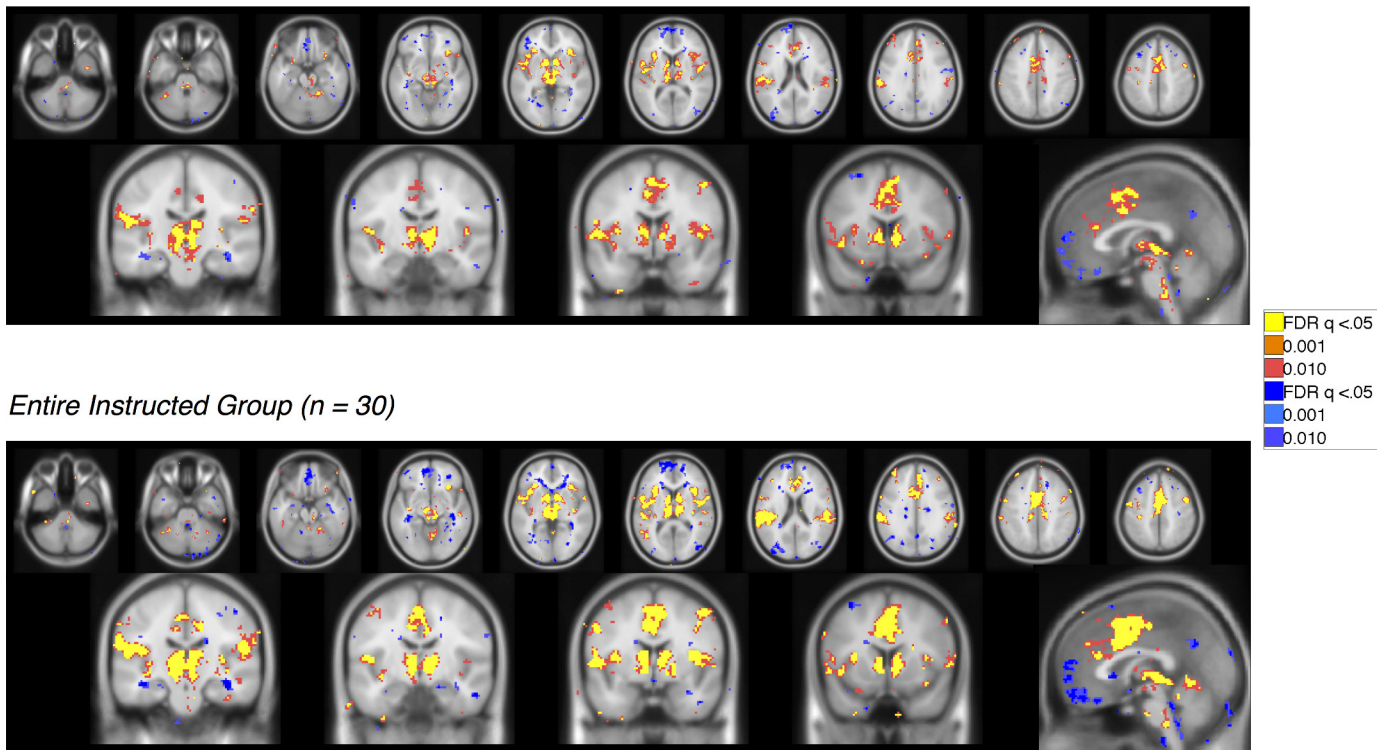 FDR q <.05
0.001
0.010
FDR q <.05
0.001
0.010
Entire Instructed Group (n = 30)